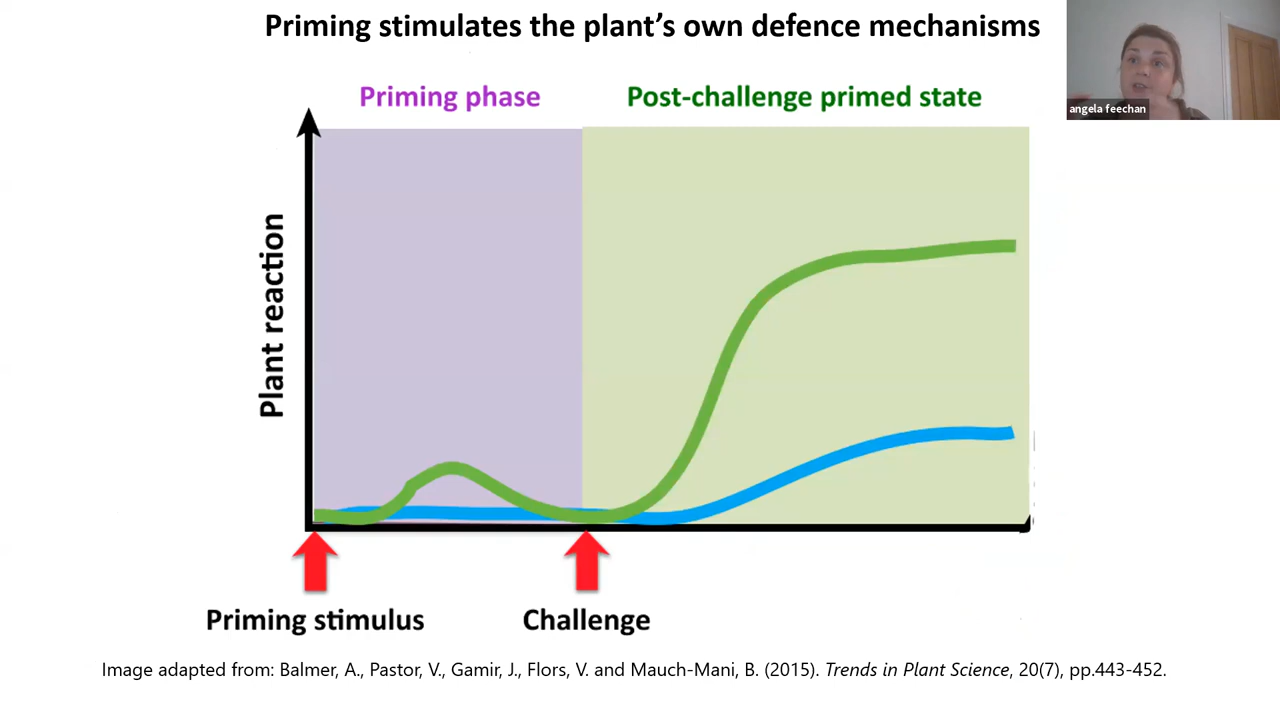 Priming stimulates the plant's own defence mechanisms
angela feechan
Priming phase
Post-challenge primed state
Plant reaction
Priming stimulus
Challenge
Image adapted from: Balmer, A., Pastor, V., Gamir, J., Flors, V. and Mauch-Mani, B. (2015). Trends in Plant Science, 20(7), pp.443-452.